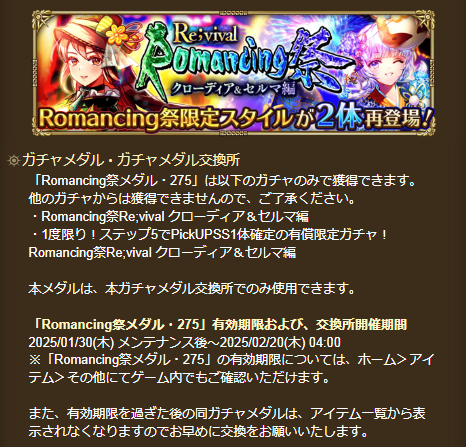 Re;vival
Romancing祭
クローディア&セルマ編
Romancing祭限定スタイルが2体再登場!
ガチャメダル・ガチャメダル交換所
「Romancing祭メダル・275」は以下のガチャのみで獲得できます。
他のガチャからは獲得できませんので、ご了承ください。
・Romancing祭Re;vival クローディア＆セルマ編
・1度限り！ステップ5でPickUPSS1体確定の有償限定ガチャ！
Romancing祭Re;vival クローディア＆セルマ編
本メダルは、本ガチャメダル交換所でのみ使用できます。
「Romancing祭メダル・275」有効期限および、交換所開催期間
2025/01/30(木) メンテナンス後～2025/02/20(木) 04:00
※「Romancing祭メダル・275」の有効期限については、ホーム＞アイ
テム＞その他にてゲーム内でもご確認いただけます。
また、有効期限を過ぎた後の同ガチャメダルは、アイテム一覧から表
示されなくなりますのでお早めに交換をお願いいたします。